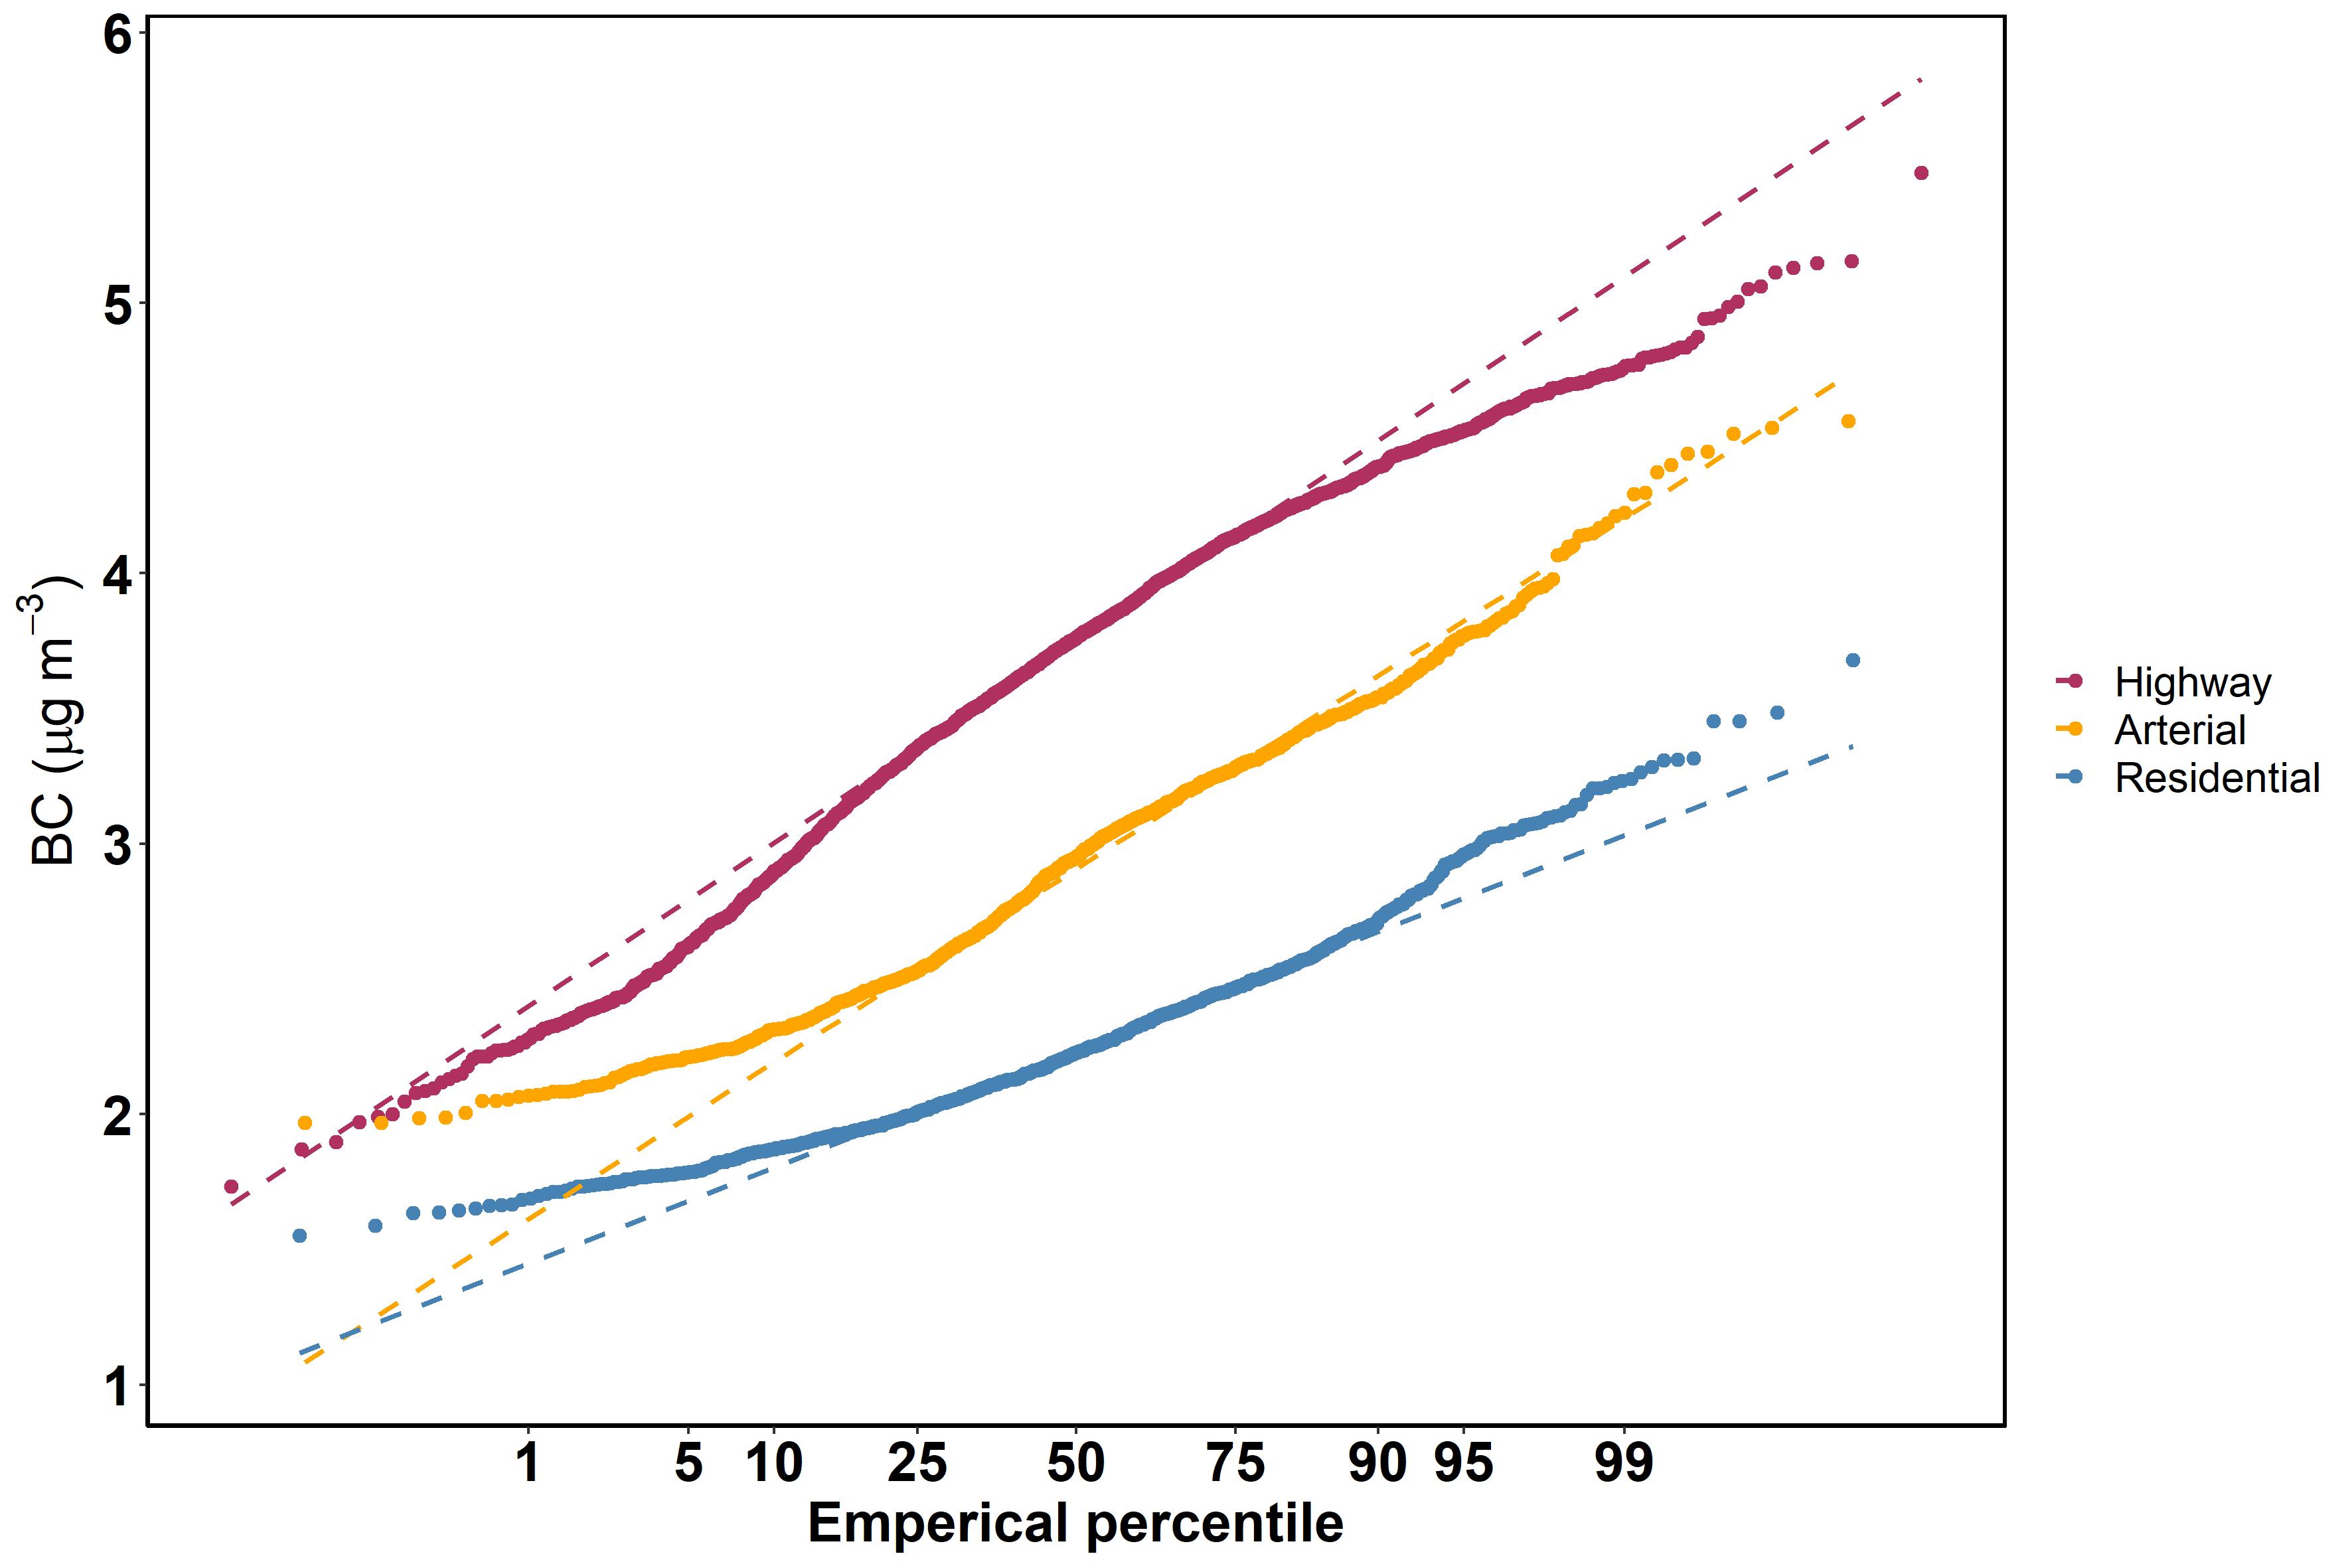 6
5
4
3
2
1
BC (μg m⁻³)
1 5 10 25 50 75 90 95 99
Emperical percentile
Highway
Arterial
Residential